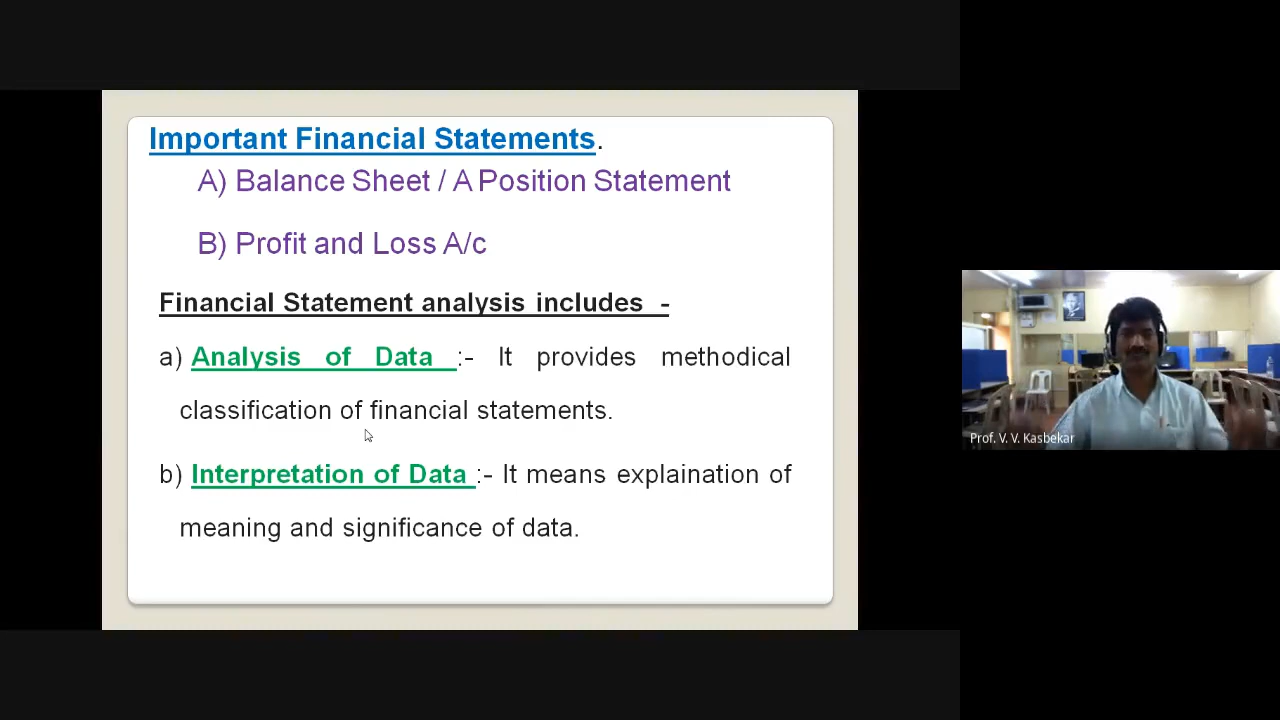 Important Financial Statements.
A) Balance Sheet / A Position Statement
B) Profit and Loss A/c
Financial Statement analysis includes -
a) Analysis of Data :- It provides methodical
classification of financial statements.
b) Interpretation of Data :- It means explaination of
meaning and significance of data.
Prof. V. V. Kasbekar